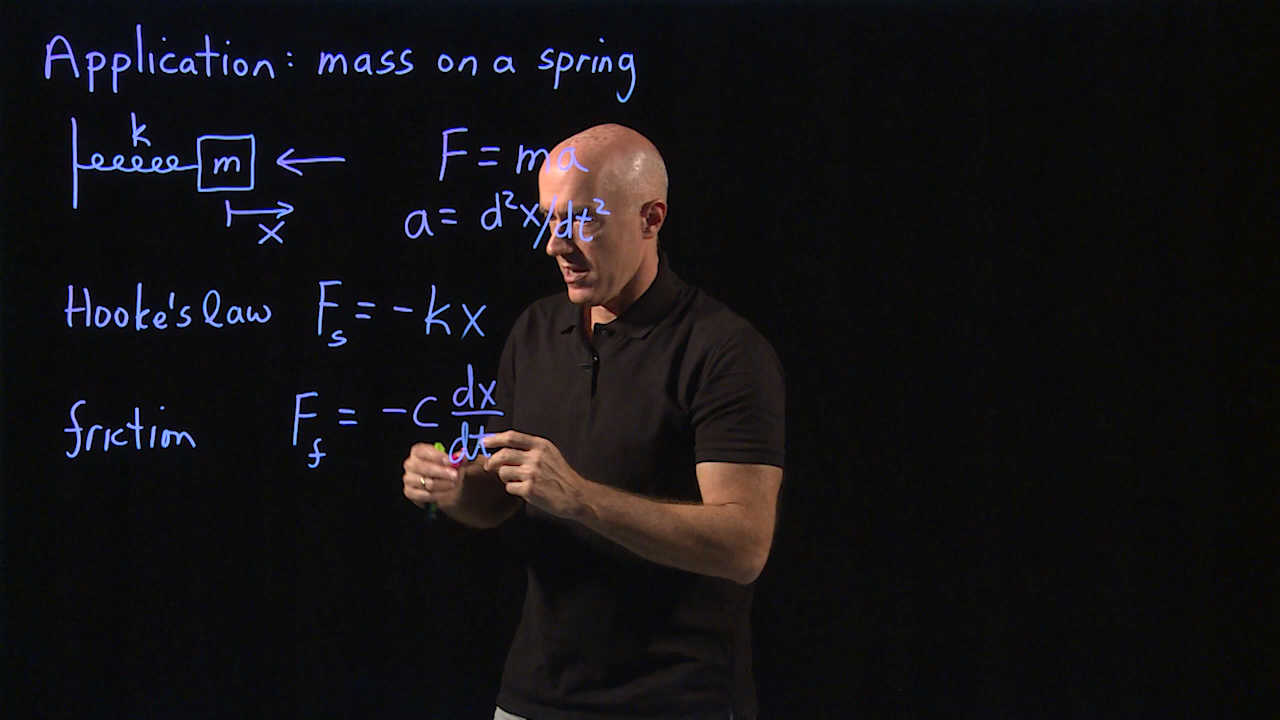 Application: mass on a spring
k
m
x
F = ma
a = d²x/dt²
Hooke's law F_s = -kx
friction F_f = -c dx/dt